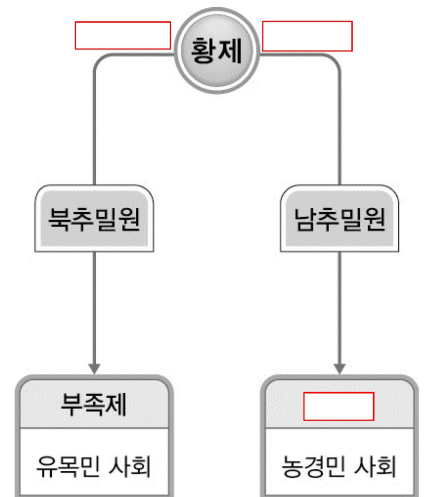 황제
북추밀원
남추밀원
부족제
유목민 사회
농경민 사회